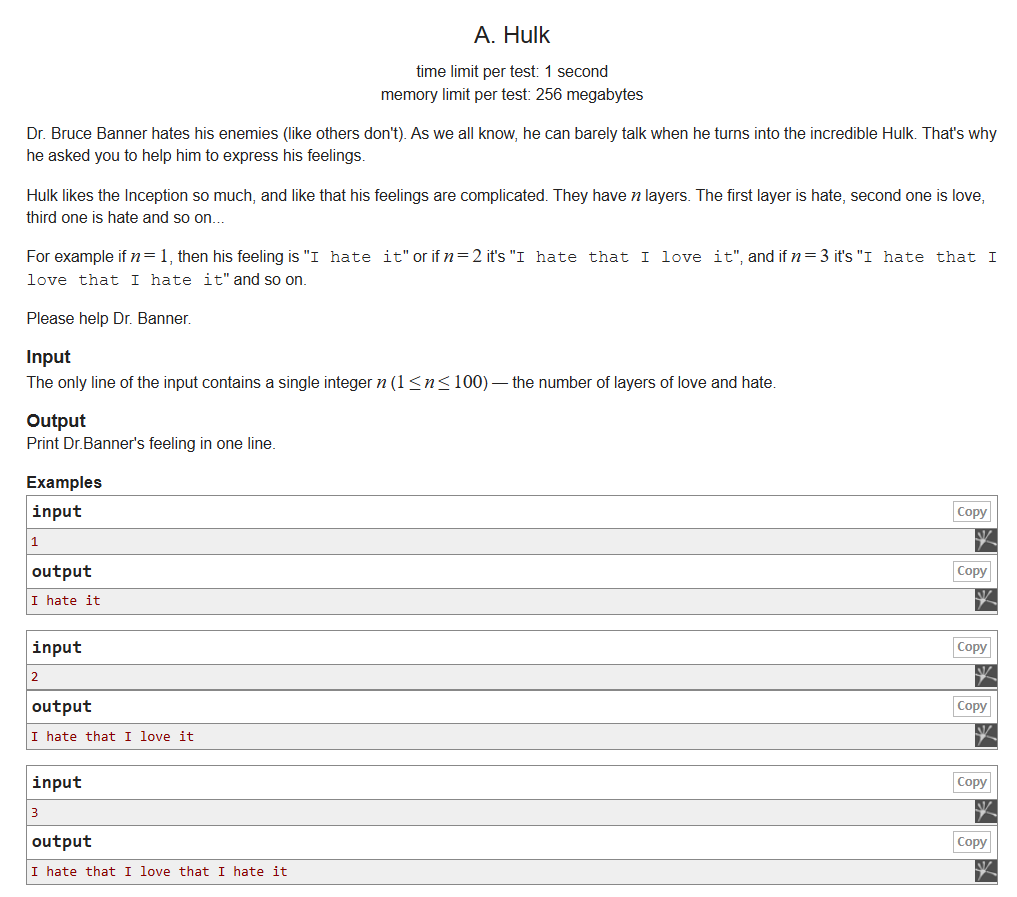 A. Hulk
time limit per test: 1 second
memory limit per test: 256 megabytes
Dr. Bruce Banner hates his enemies (like others don't). As we all know, he can barely talk when he turns into the incredible Hulk. That's why
he asked you to help him to express his feelings.
Hulk likes the Inception so much, and like that his feelings are complicated. They have n layers. The first layer is hate, second one is love,
third one is hate and so on...
For example if n = 1, then his feeling is "I hate it" or if n = 2 it's "I hate that I love it", and if n = 3 it's "I hate that I
love that I hate it" and so on.
Please help Dr. Banner.
Input
The only line of the input contains a single integer n (1 ≤ n ≤ 100) — the number of layers of love and hate.
Output
Print Dr.Banner's feeling in one line.
Examples
input Copy
1
output Copy
I hate it
input Copy
2
output Copy
I hate that I love it
input Copy
3
output Copy
I hate that I love that I hate it